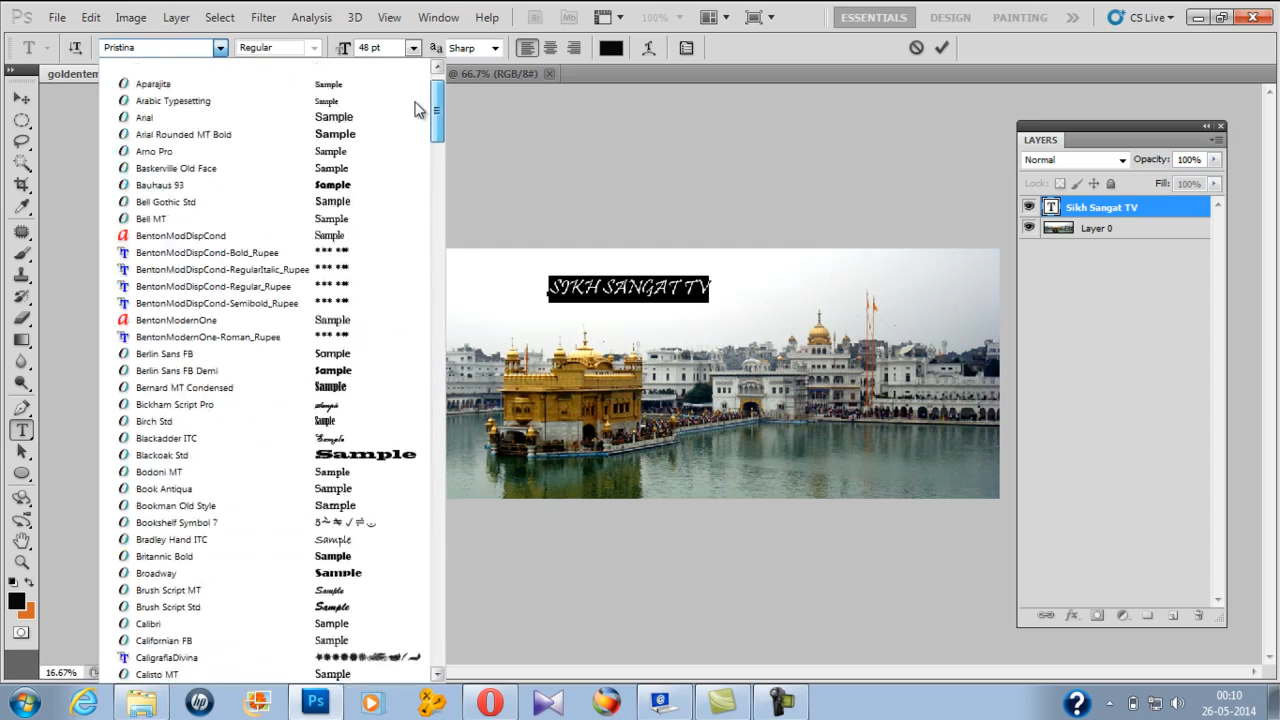 Ps File Edit Image Layer Select Filter Analysis 3D View Window Help Br Mb 100% ESSENTIALS DESIGN PAINTING CS Live
T Pristina Regular 48 pt aa Sharp
goldentem @ 66.7% (RGB/8#)
Aparajita Sample
Arabic Typesetting Sample
Arial Sample
Arial Rounded MT Bold Sample
Arno Pro Sample
Baskerville Old Face Sample
Bauhaus 93 Sample
Bell Gothic Std Sample
Bell MT Sample
BentonModDispCond Sample
BentonModDispCond-Bold_Rupee
BentonModDispCond-RegularItalic_Rupee
BentonModDispCond-Regular_Rupee
BentonModDispCond-Semibold_Rupee
BentonModernOne Sample
BentonModernOne-Roman_Rupee
Berlin Sans FB Sample
Berlin Sans FB Demi Sample
Bernard MT Condensed Sample
Bickham Script Pro Sample
Birch Std Sample
Blackadder ITC Sample
Blackoak Std Sample
Bodoni MT Sample
Book Antiqua Sample
Bookman Old Style Sample
Bookshelf Symbol 7
Bradley Hand ITC Sample
Britannic Bold Sample
Broadway Sample
Brush Script MT Sample
Brush Script Std Sample
Calibri Sample
Californian FB Sample
CaligrafiaDivina
Calisto MT Sample
SIKH SANGAT TV
LAYERS
Normal Opacity: 100%
Lock: Fill: 100%
T Sikh Sangat TV
Layer 0
fx
16.67%
hp Ps
00:10
26-05-2014